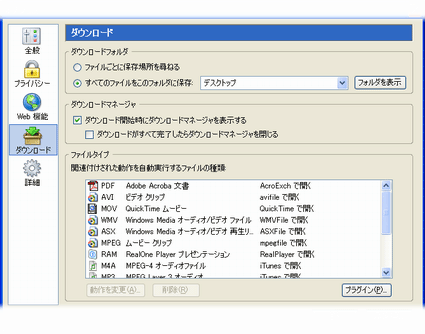 全般
プライバシー
Web 機能
ダウンロード
詳細
ダウンロード
ダウンロードフォルダ
ファイルごとに保存場所を尋ねる
すべてのファイルをこのフォルダに保存:
デスクトップ
フォルダを表示
ダウンロードマネージャ
ダウンロード開始時にダウンロードマネージャを表示する
ダウンロードがすべて完了したらダウンロードマネージャを閉じる
ファイルタイプ
関連付けされた動作を自動実行するファイルの種類:
PDF Adobe Acroba 文書 AcroExch で開く
AVI ビデオ クリップ avifile で開く
MOV QuickTime ムービー QuickTime で開く
WMV Windows Media オーディオ/ビデオ ファイル WMVFile で開く
ASX Windows Media オーディオ/ビデオ 再生リ.. ASXFile で開く
MPEG ムービー クリップ mpegfile で開く
RAM RealOne Player プレゼンテーション RealPlayer で開く
M4A MPEG-4 オーディオファイル iTunes で開く
MP3 MPEG Layer 3 オーディオ iTunes で開く
動作を変更(A)...
削除(R)
プラグイン(P)...